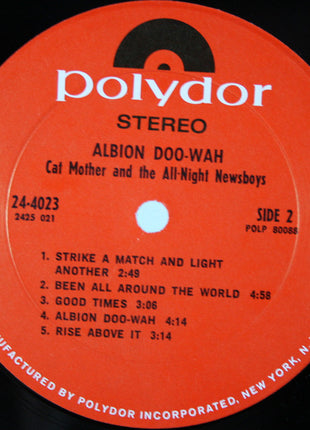 polydor
STEREO
ALBION DOO-WAH
Cat Mother and the All-Night Newsboys
24-4023
2425 021
SIDE 2
POLP 80088
1. STRIKE A MATCH AND LIGHT
ANOTHER 2:49
2. BEEN ALL AROUND THE WORLD 4:58
3. GOOD TIMES 3:06
4. ALBION DOO-WAH 4:14
5. RISE ABOVE IT 3:14
UFACTURED BY POLYDOR INCORPORATED, NEW YORK, N.